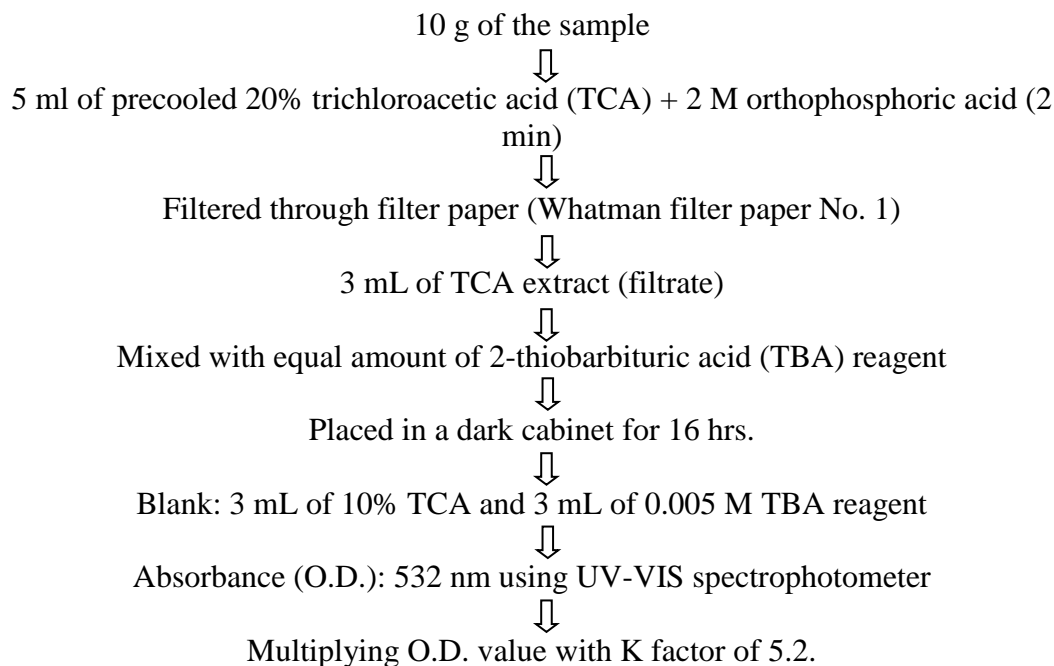 10 g of the sample
5 ml of precooled 20% trichloroacetic acid (TCA) + 2 M orthophosphoric acid (2
min)
Filtered through filter paper (Whatman filter paper No. 1)
3 mL of TCA extract (filtrate)
Mixed with equal amount of 2-thiobarbituric acid (TBA) reagent
Placed in a dark cabinet for 16 hrs.
Blank: 3 mL of 10% TCA and 3 mL of 0.005 M TBA reagent
Absorbance (O.D.): 532 nm using UV-VIS spectrophotometer
Multiplying O.D. value with K factor of 5.2.